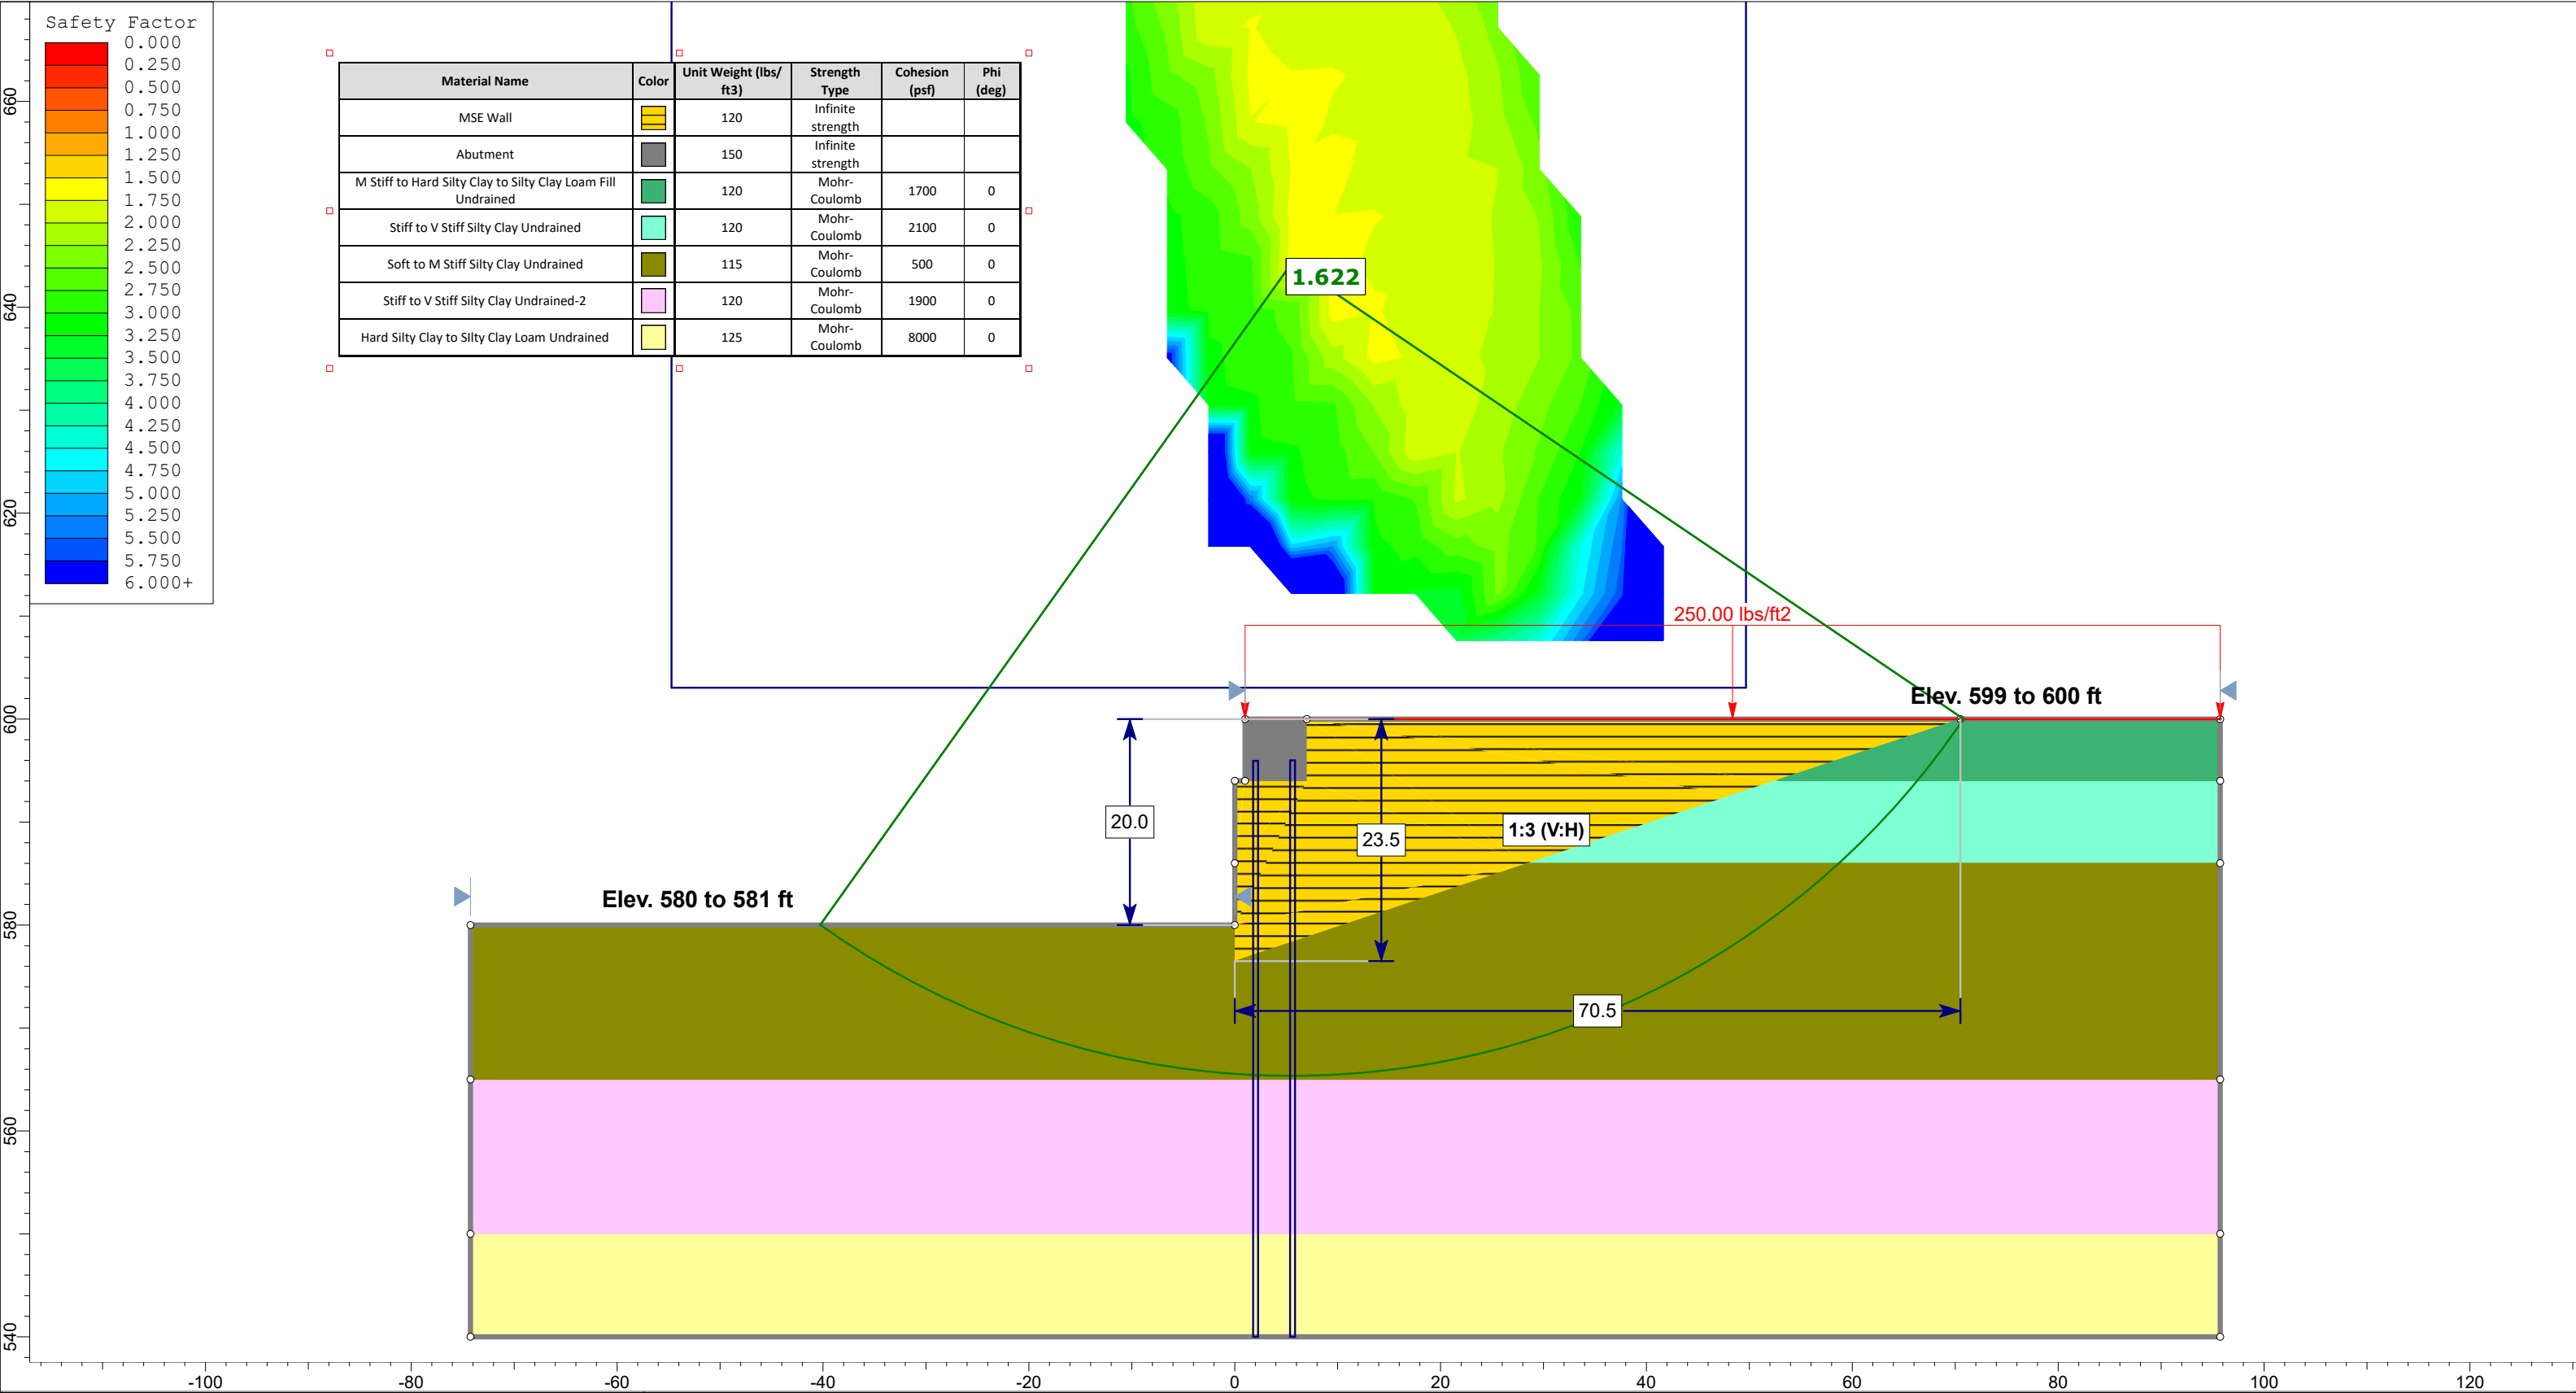 Safety Factor
0.000
0.250
0.500
0.750
1.000
1.250
1.500
1.750
2.000
2.250
2.500
2.750
3.000
3.250
3.500
3.750
4.000
4.250
4.500
4.750
5.000
5.250
5.500
5.750
6.000+
Material Name Color Unit Weight (lbs/ft3) Strength Type Cohesion (psf) Phi (deg)
MSE Wall 120 Infinite strength
Abutment 150 Infinite strength
M Stiff to Hard Silty Clay to Silty Clay Loam Fill Undrained 120 Mohr-Coulomb 1700 0
Stiff to V Stiff Silty Clay Undrained 120 Mohr-Coulomb 2100 0
Soft to M Stiff Silty Clay Undrained 115 Mohr-Coulomb 500 0
Stiff to V Stiff Silty Clay Undrained-2 120 Mohr-Coulomb 1900 0
Hard Silty Clay to SIlty Clay Loam Undrained 125 Mohr-Coulomb 8000 0
1.622
250.00 lbs/ft2
Elev. 599 to 600 ft
20.0
23.5
1:3 (V:H)
Elev. 580 to 581 ft
70.5
660
640
620
600
580
560
540
-100 -80 -60 -40 -20 0 20 40 60 80 100 120